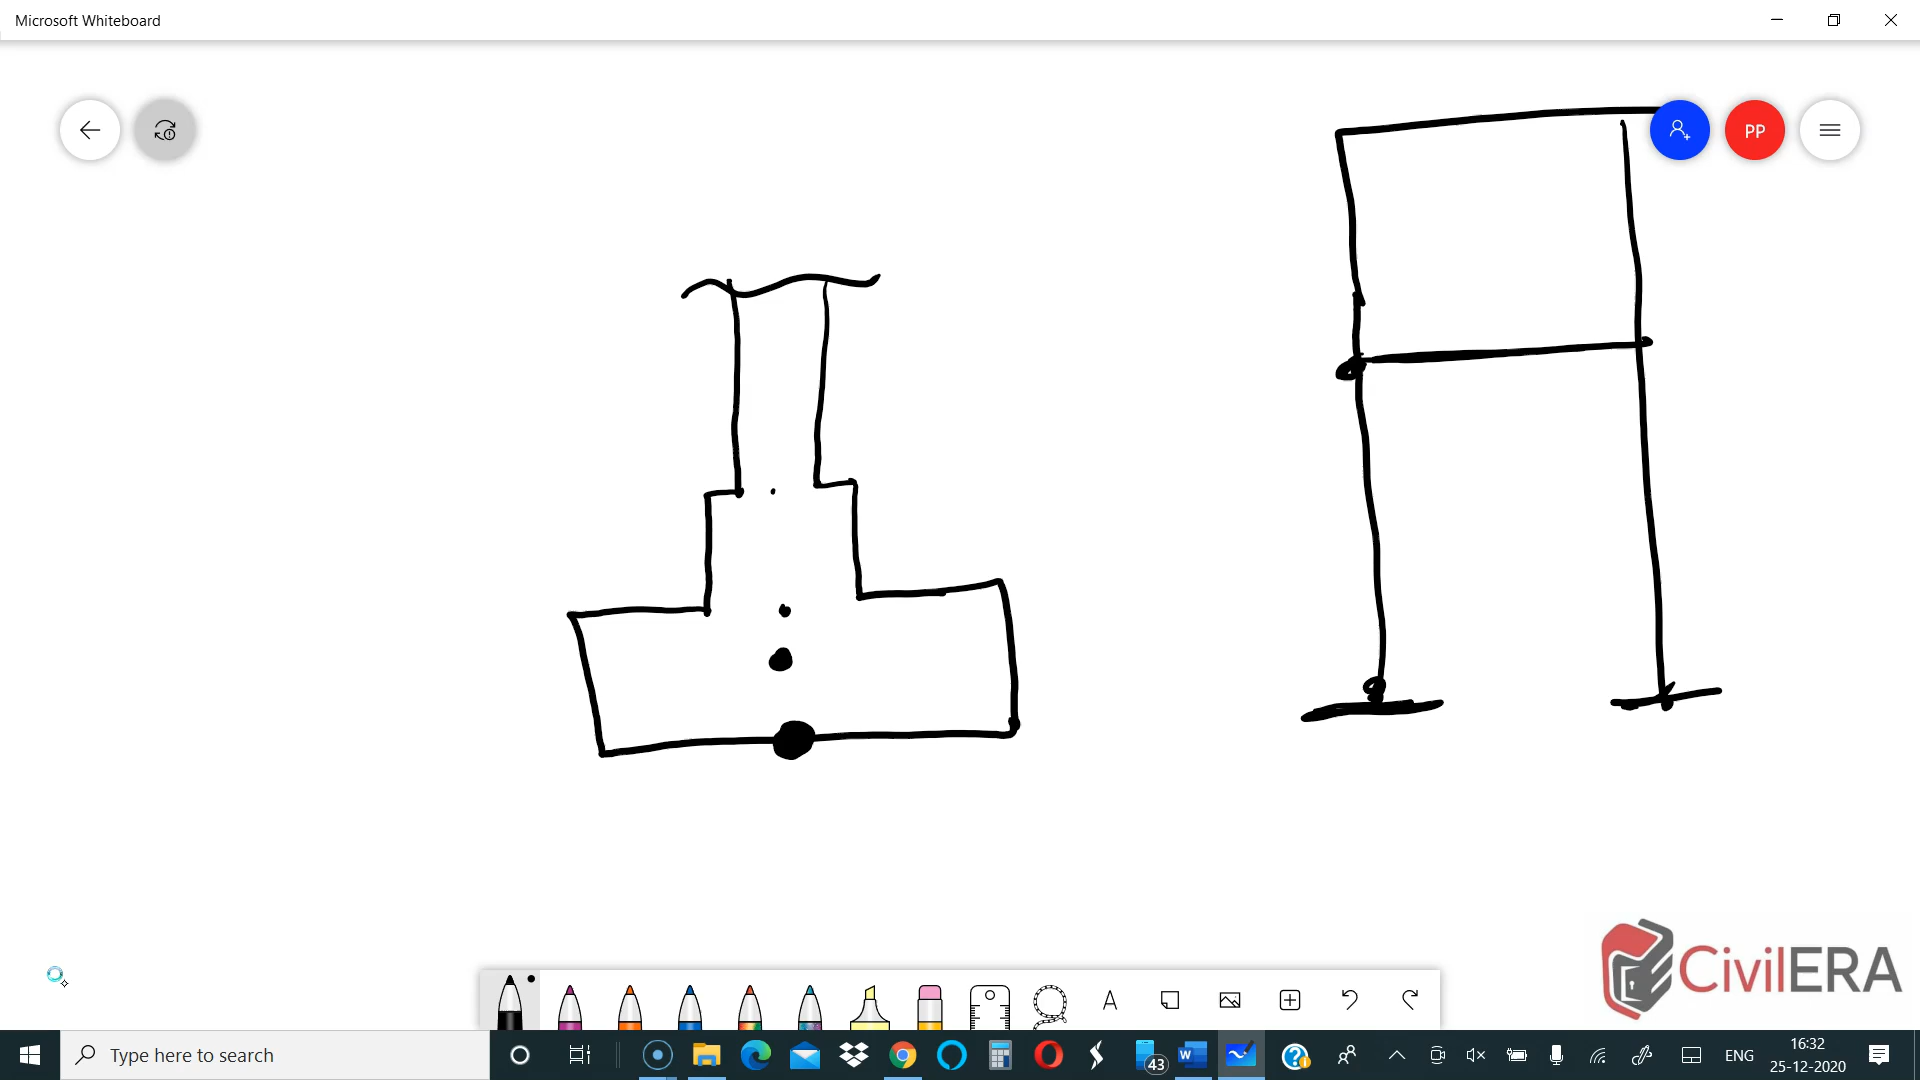 Microsoft Whiteboard
PP
A
CivilERA
Type here to search
43
ENG
16:32
25-12-2020